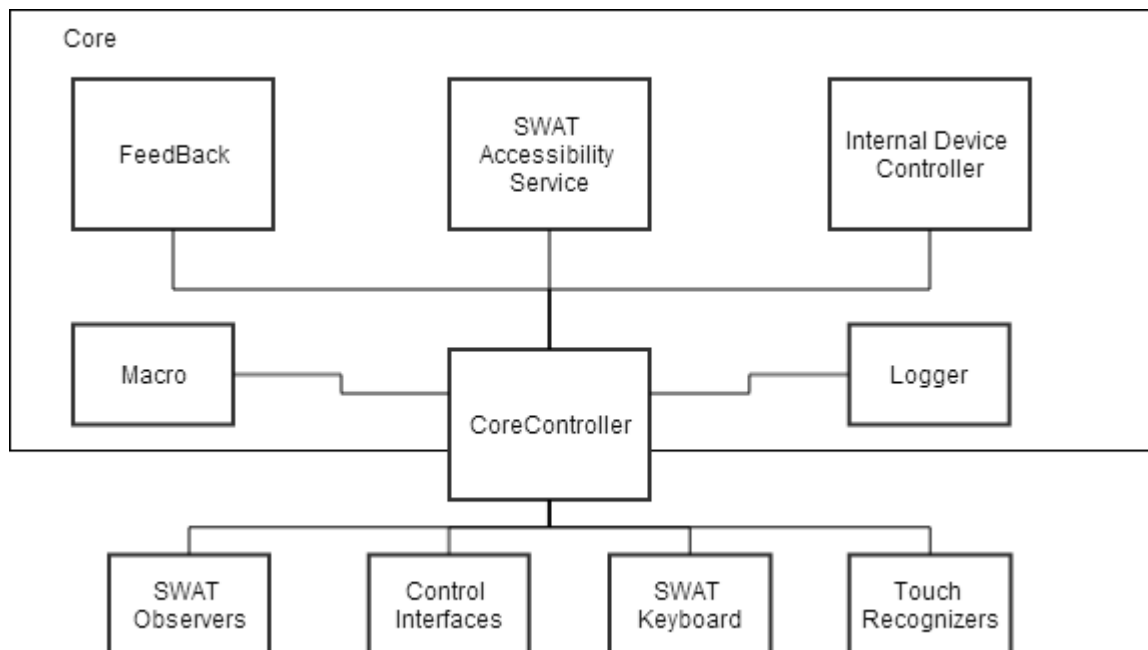 Core
FeedBack
SWAT
Accessibility
Service
Internal Device
Controller
Macro
CoreController
Logger
SWAT
Observers
Control
Interfaces
SWAT
Keyboard
Touch
Recognizers